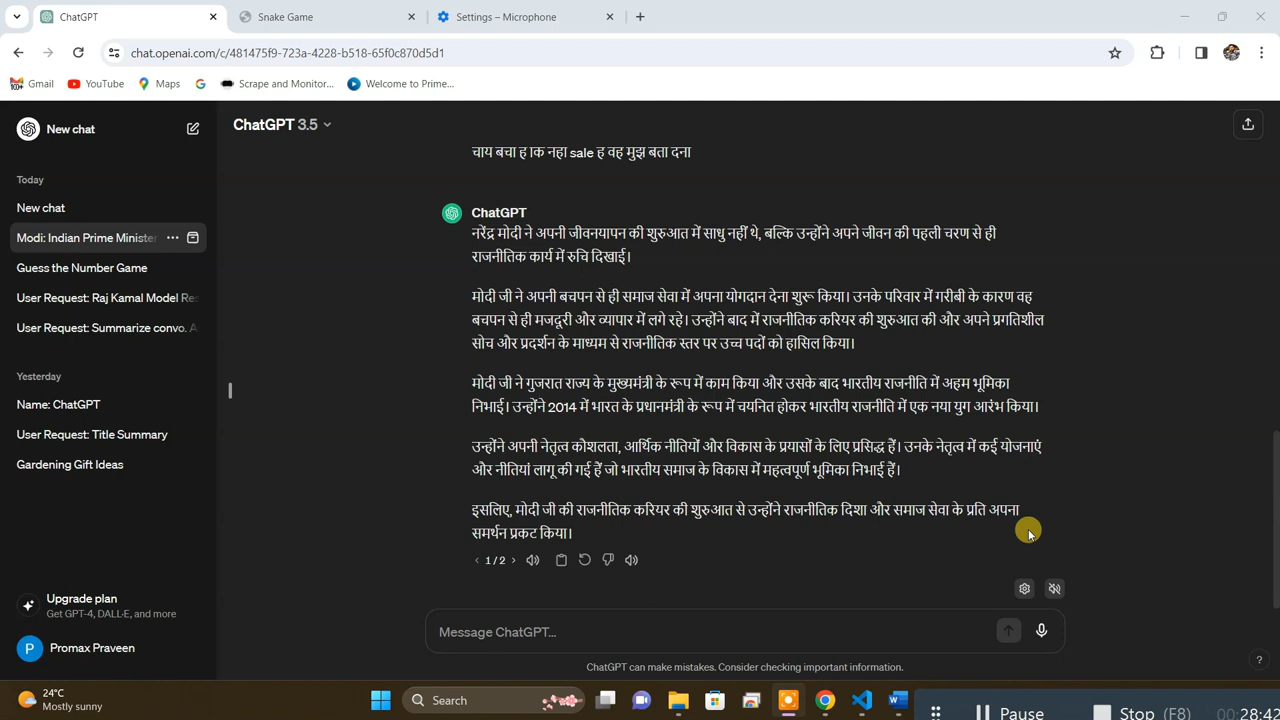 ChatGPT
Snake Game
Settings – Microphone
chat.openai.com/c/481475f9-723a-4228-b518-65f0c870d5d1
Gmail
YouTube
Maps
Scrape and Monitor...
Welcome to Prime...
New chat
ChatGPT 3.5
Today
New chat
Modi: Indian Prime Minister
Guess the Number Game
User Request: Raj Kamal Model Re
User Request: Summarize convo. A
Yesterday
Name: ChatGPT
User Request: Title Summary
Gardening Gift Ideas
Upgrade plan
Get GPT-4, DALL·E, and more
P
Promax Praveen
sale
ChatGPT
नरेंद्र मोदी ने अपनी जीवनयापन की शुरुआत में साधु नहीं थे, बल्कि उन्होंने अपने जीवन की पहली चरण से ही
राजनीतिक कार्य में रुचि दिखाई।
मोदी जी ने अपनी बचपन से ही समाज सेवा में अपना योगदान देना शुरू किया। उनके परिवार में गरीबी के कारण वह
बचपन से ही मजदूरी और व्यापार में लगे रहे। उन्होंने बाद में राजनीतिक करियर की शुरुआत की और अपने प्रगतिशील
सोच और प्रदर्शन के माध्यम से राजनीतिक स्तर पर उच्च पदों को हासिल किया।
मोदी जी ने गुजरात राज्य के मुख्यमंत्री के रूप में काम किया और उसके बाद भारतीय राजनीति में अहम भूमिका
निभाई। उन्होंने 2014 में भारत के प्रधानमंत्री के रूप में चयनित होकर भारतीय राजनीति में एक नया युग आरंभ किया।
उन्होंने अपनी नेतृत्व कौशलता, आर्थिक नीतियों और विकास के प्रयासों के लिए प्रसिद्ध हैं। उनके नेतृत्व में कई योजनाएं
और नीतियां लागू की गई हैं जो भारतीय समाज के विकास में महत्वपूर्ण भूमिका निभाई हैं।
इसलिए, मोदी जी की राजनीतिक करियर की शुरुआत से उन्होंने राजनीतिक दिशा और समाज सेवा के प्रति अपना
समर्थन प्रकट किया।
1/2
Message ChatGPT...
ChatGPT can make mistakes. Consider checking important information.
?
24°C
Mostly sunny
Search
Pause
Stop (F8)
00:28:42